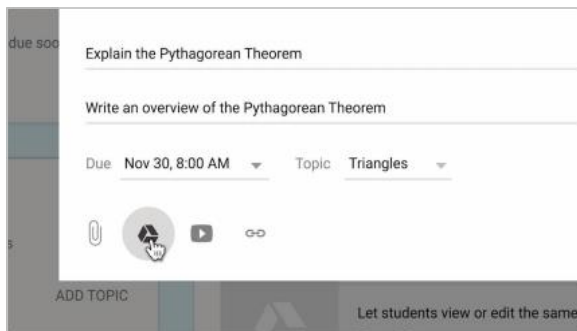 due soo
Explain the Pythagorean Theorem
Write an overview of the Pythagorean Theorem
Due Nov 30, 8:00 AM Topic Triangles
s
ADD TOPIC
Let students view or edit the same